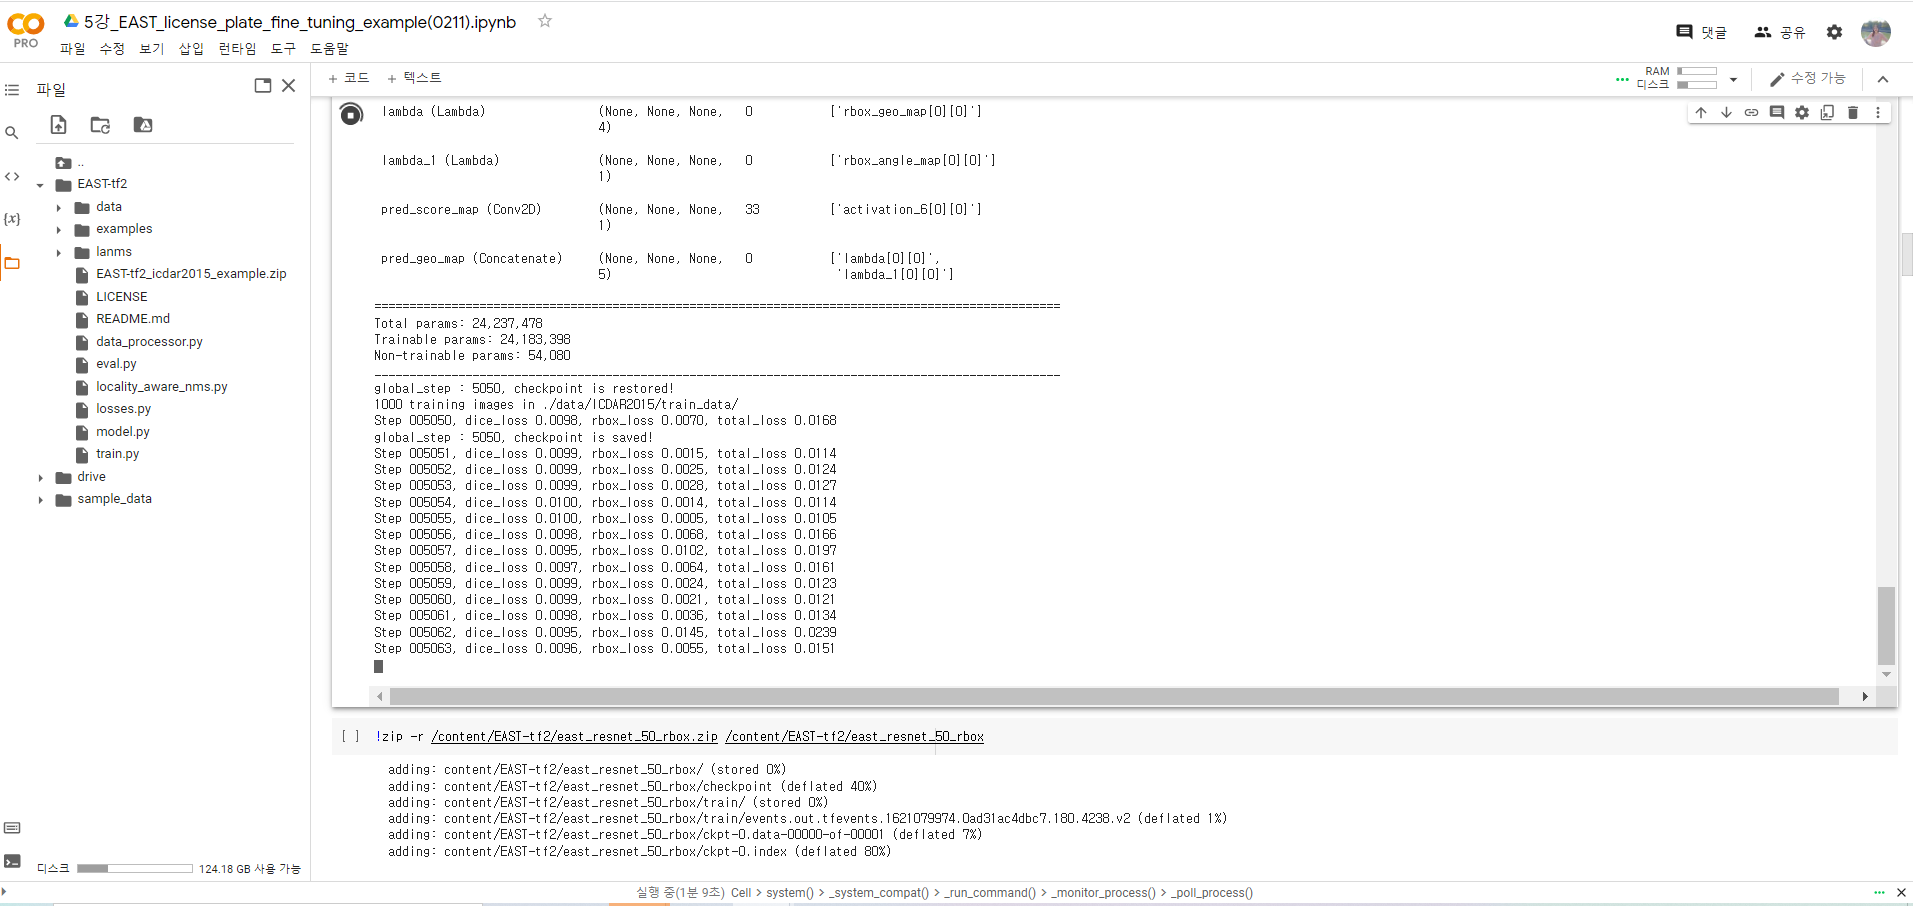 5강_EAST_license_plate_fine_tuning_example(0211).ipynb
PRO
파일 수정 보기 삽입 런타임 도구 도움말
댓글 공유
파일
+ 코드 + 텍스트
RAM
디스크
수정 가능
..
EAST-tf2
data
examples
lanms
EAST-tf2_icdar2015_example.zip
LICENSE
README.md
data_processor.py
eval.py
locality_aware_nms.py
losses.py
model.py
train.py
drive
sample_data
디스크 124.18 GB 사용 가능
lambda (Lambda) (None, None, None, 0 ['rbox_geo_map[0][0]']
4)
lambda_1 (Lambda) (None, None, None, 0 ['rbox_angle_map[0][0]']
1)
pred_score_map (Conv2D) (None, None, None, 33 ['activation_6[0][0]']
1)
pred_geo_map (Concatenate) (None, None, None, 0 ['lambda[0][0]',
5) 'lambda_1[0][0]']
==================================================================================================
Total params: 24,237,478
Trainable params: 24,183,398
Non-trainable params: 54,080
__________________________________________________________________________________________________
global_step : 5050, checkpoint is restored!
1000 training images in ./data/ICDAR2015/train_data/
Step 005050, dice_loss 0.0098, rbox_loss 0.0070, total_loss 0.0168
global_step : 5050, checkpoint is saved!
Step 005051, dice_loss 0.0099, rbox_loss 0.0015, total_loss 0.0114
Step 005052, dice_loss 0.0099, rbox_loss 0.0025, total_loss 0.0124
Step 005053, dice_loss 0.0099, rbox_loss 0.0028, total_loss 0.0127
Step 005054, dice_loss 0.0100, rbox_loss 0.0014, total_loss 0.0114
Step 005055, dice_loss 0.0100, rbox_loss 0.0005, total_loss 0.0105
Step 005056, dice_loss 0.0098, rbox_loss 0.0068, total_loss 0.0166
Step 005057, dice_loss 0.0095, rbox_loss 0.0102, total_loss 0.0197
Step 005058, dice_loss 0.0097, rbox_loss 0.0064, total_loss 0.0161
Step 005059, dice_loss 0.0099, rbox_loss 0.0024, total_loss 0.0123
Step 005060, dice_loss 0.0099, rbox_loss 0.0021, total_loss 0.0121
Step 005061, dice_loss 0.0098, rbox_loss 0.0036, total_loss 0.0134
Step 005062, dice_loss 0.0095, rbox_loss 0.0145, total_loss 0.0239
Step 005063, dice_loss 0.0096, rbox_loss 0.0055, total_loss 0.0151
[ ] !zip -r /content/EAST-tf2/east_resnet_50_rbox.zip /content/EAST-tf2/east_resnet_50_rbox
adding: content/EAST-tf2/east_resnet_50_rbox/ (stored 0%)
adding: content/EAST-tf2/east_resnet_50_rbox/checkpoint (deflated 40%)
adding: content/EAST-tf2/east_resnet_50_rbox/train/ (stored 0%)
adding: content/EAST-tf2/east_resnet_50_rbox/train/events.out.tfevents.1621079974.0ad31ac4dbc7.180.4238.v2 (deflated 1%)
adding: content/EAST-tf2/east_resnet_50_rbox/ckpt-0.data-00000-of-00001 (deflated 7%)
adding: content/EAST-tf2/east_resnet_50_rbox/ckpt-0.index (deflated 80%)
실행 중(1분 9초) Cell > system() > _system_compat() > _run_command() > _monitor_process() > _poll_process()